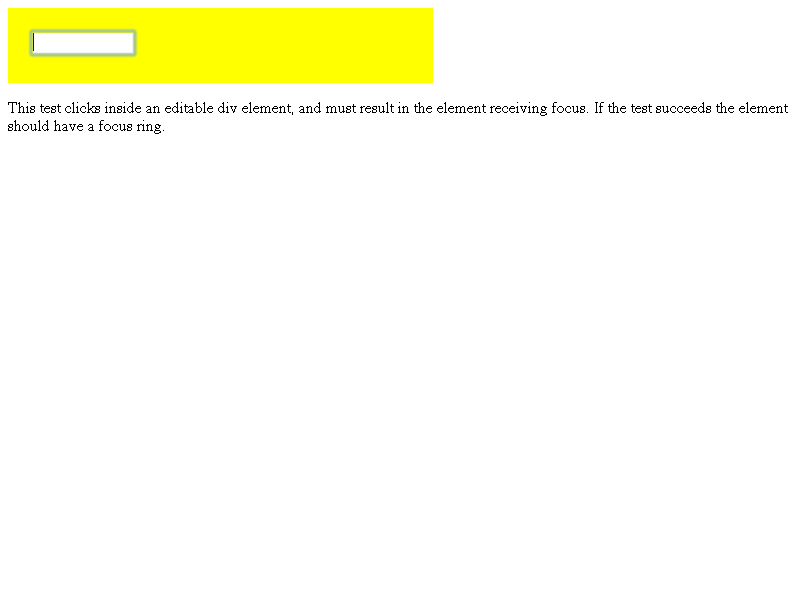 This test clicks inside an editable div element, and must result in the element receiving focus. If the test succeeds the element
should have a focus ring.